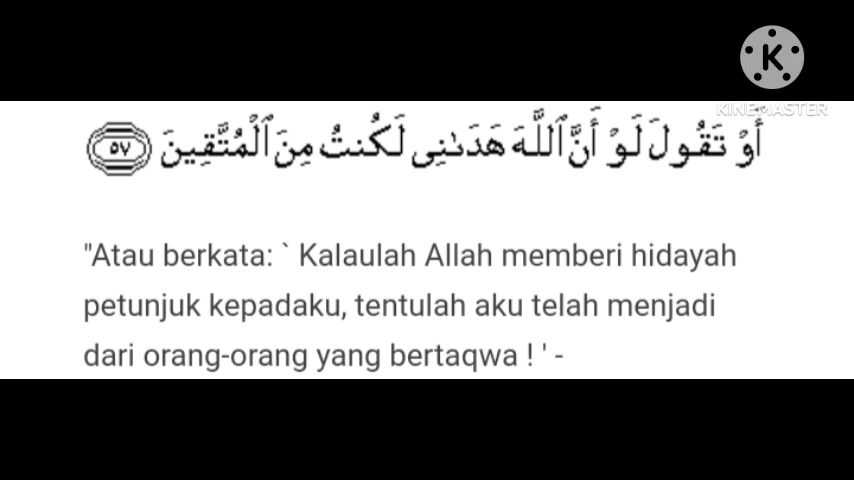 K
KINEMASTER
أَوْ تَقُولَ لَوْ أَنَّ ٱللَّهَ هَدَىٰنِى لَكُنتُ مِنَ ٱلْمُتَّقِينَ ٥٧
"Atau berkata: ` Kalaulah Allah memberi hidayah
petunjuk kepadaku, tentulah aku telah menjadi
dari orang-orang yang bertaqwa ! ' -